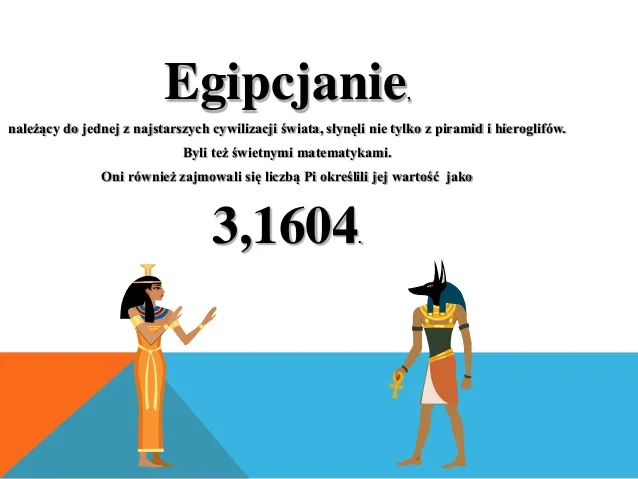 Egipcjanie,
należący do jednej z najstarszych cywilizacji świata, słynęli nie tylko z piramid i hieroglifów.
Byli też świetnymi matematykami.
Oni również zajmowali się liczbą Pi określili jej wartość jako
3,1604.